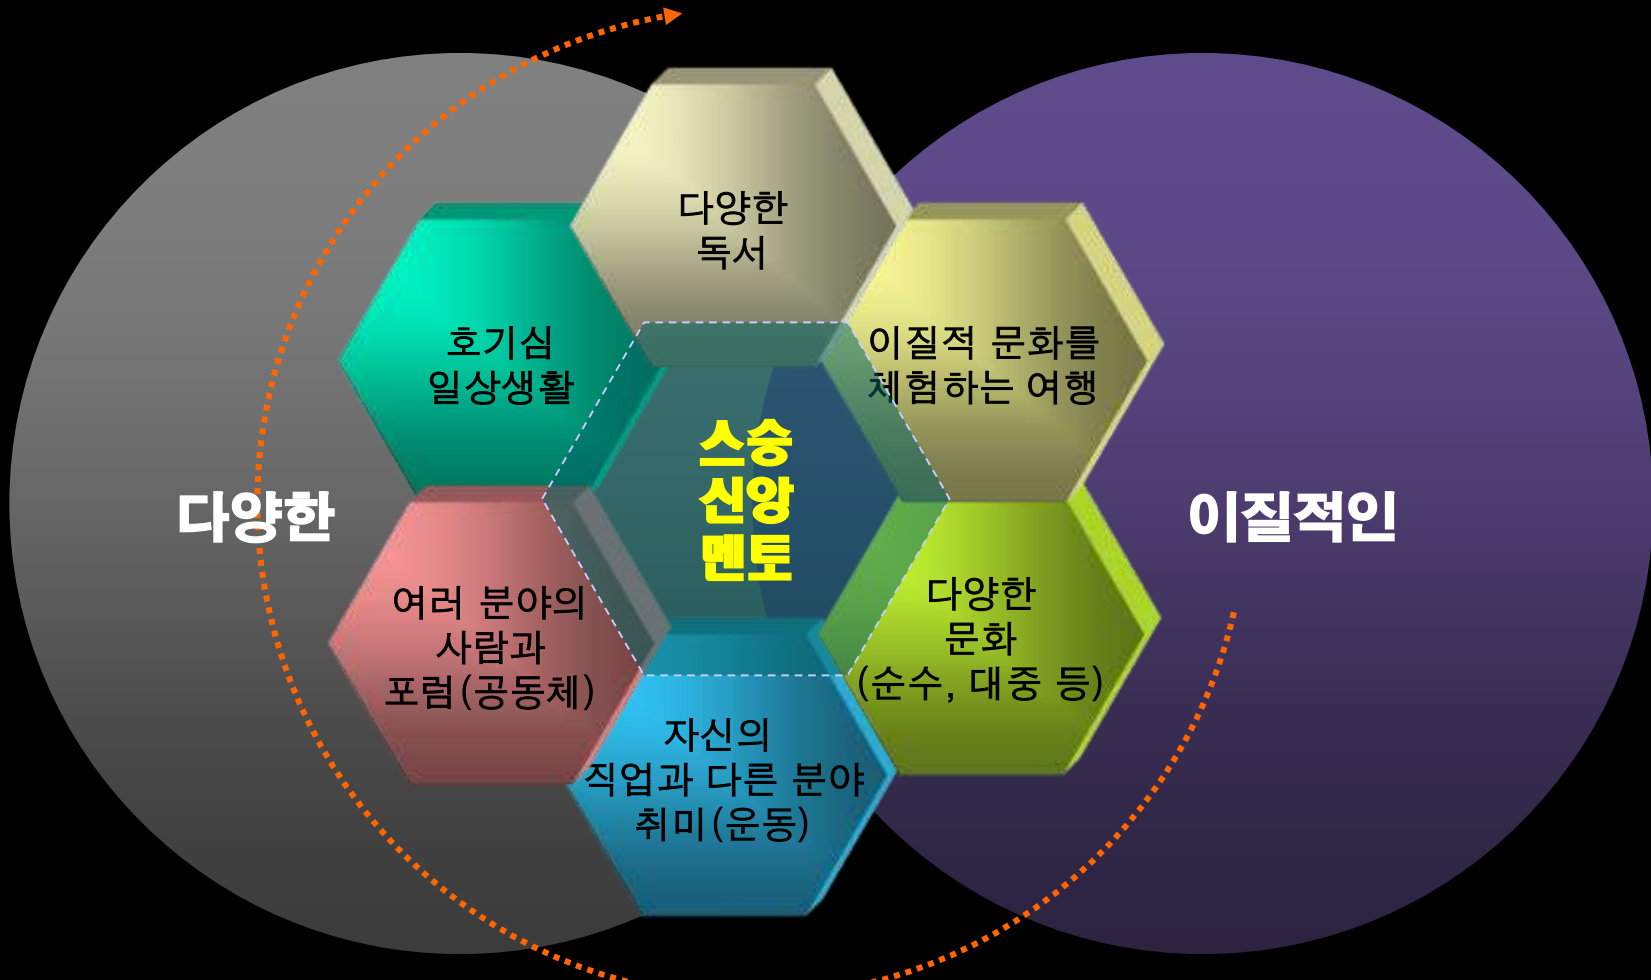 다양한
독서
호기심
일상생활
이질적 문화를
체험하는 여행
스승
신앙
멘토
다양한
이질적인
여러 분야의
사람과
포럼(공동체)
다양한
문화
(순수, 대중 등)
자신의
직업과 다른 분야
취미(운동)